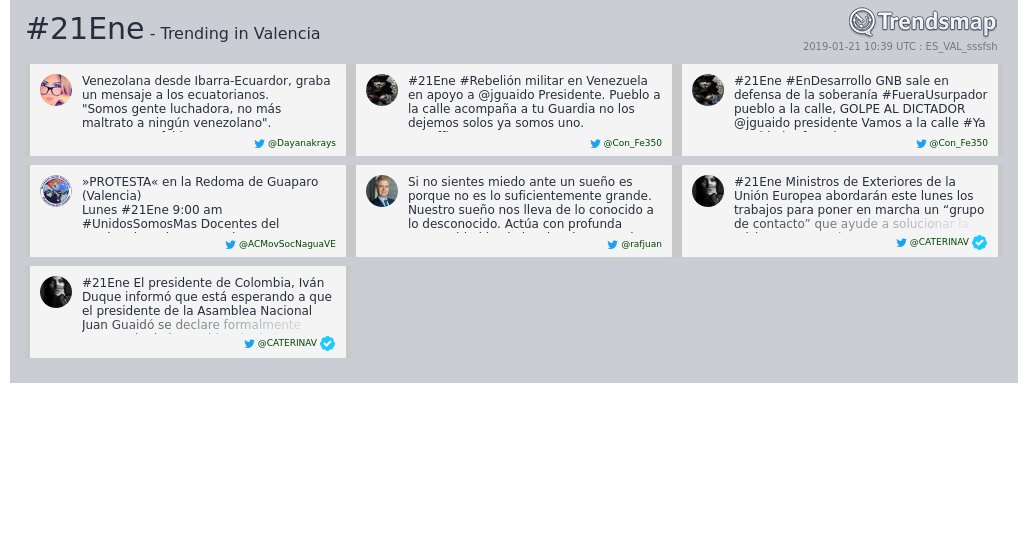 #21Ene - Trending in Valencia
Trendsmap
2019-01-21 10:39 UTC : ES_VAL_sssfsh
Venezolana desde Ibarra-Ecuardor, graba
un mensaje a los ecuatorianos.
"Somos gente luchadora, no más
maltrato a ningún venezolano".
@Dayanakrays
#21Ene #Rebelión militar en Venezuela
en apoyo a @jguaido Presidente. Pueblo a
la calle acompaña a tu Guardia no los
dejemos solos ya somos uno.
@Con_Fe350
#21Ene #EnDesarrollo GNB sale en
defensa de la soberanía #FueraUsurpador
pueblo a la calle, GOLPE AL DICTADOR
@jguaido presidente Vamos a la calle #Ya
@Con_Fe350
»PROTESTA« en la Redoma de Guaparo
(Valencia)
Lunes #21Ene 9:00 am
#UnidosSomosMas Docentes del
@ACMovSocNaguaVE
Si no sientes miedo ante un sueño es
porque no es lo suficientemente grande.
Nuestro sueño nos lleva de lo conocido a
lo desconocido. Actúa con profunda
@rafjuan
#21Ene Ministros de Exteriores de la
Unión Europea abordarán este lunes los
trabajos para poner en marcha un “grupo
de contacto” que ayude a solucionar la
@CATERINAV
#21Ene El presidente de Colombia, Iván
Duque informó que está esperando a que
el presidente de la Asamblea Nacional
Juan Guaidó se declare formalmente
@CATERINAV